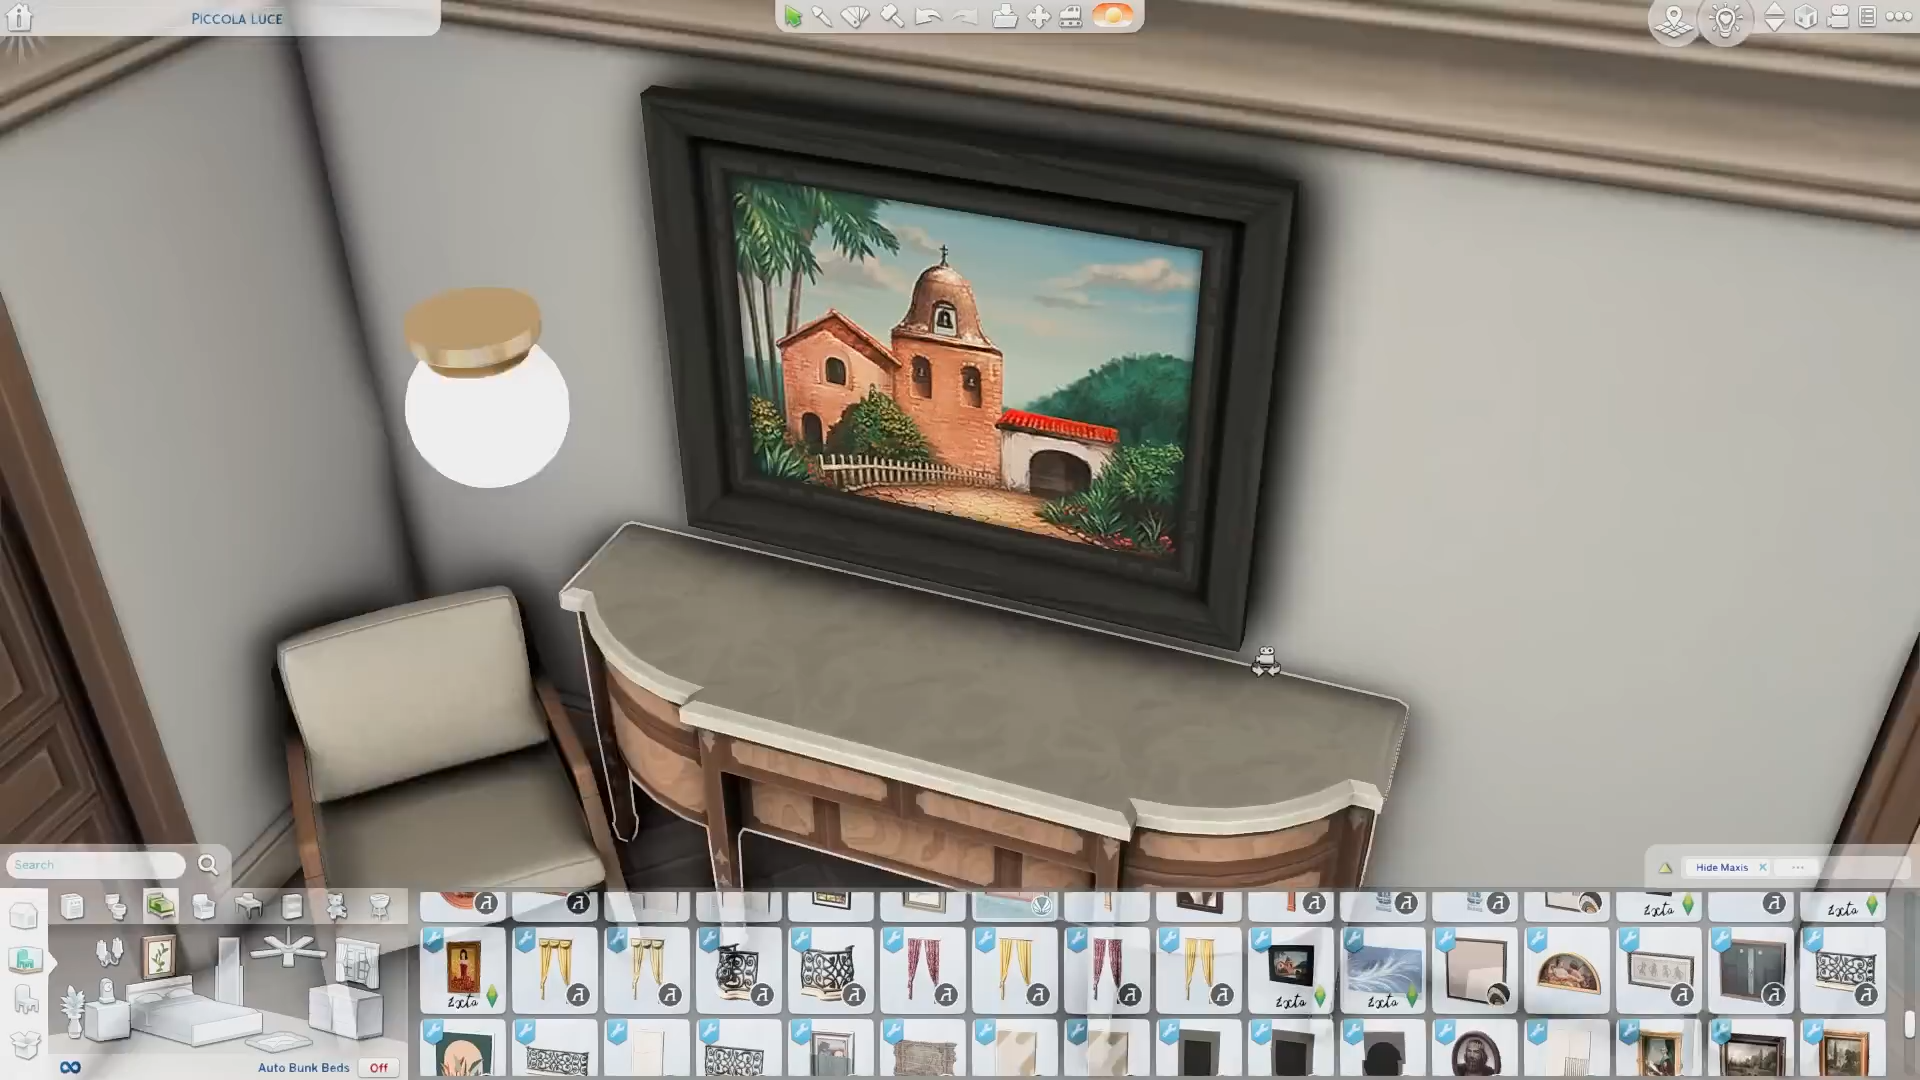 PICCOLA LUCE
Search
Hide Maxis
Auto Bunk Beds
Off